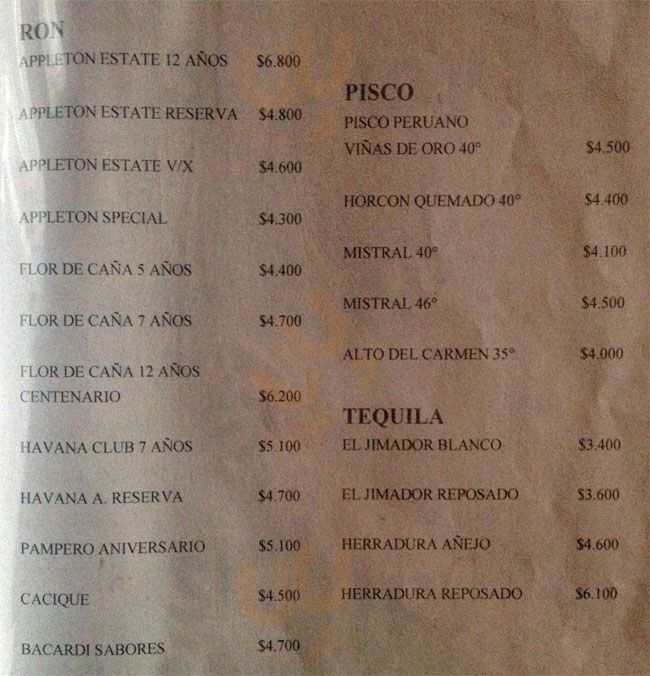 RON
APPLETON ESTATE 12 AÑOS $6.800
APPLETON ESTATE RESERVA $4.800
APPLETON ESTATE V/X $4.600
APPLETON SPECIAL $4.300
FLOR DE CAÑA 5 AÑOS $4.400
FLOR DE CAÑA 7 AÑOS $4.700
FLOR DE CAÑA 12 AÑOS
CENTENARIO $6.200
HAVANA CLUB 7 AÑOS $5.100
HAVANA A. RESERVA $4.700
PAMPERO ANIVERSARIO $5.100
CACIQUE $4.500
BACARDI SABORES $4.700
PISCO
PISCO PERUANO
VIÑAS DE ORO 40° $4.500
HORCON QUEMADO 40° $4.400
MISTRAL 40° $4.100
MISTRAL 46° $4.500
ALTO DEL CARMEN 35° $4.000
TEQUILA
EL JIMADOR BLANCO $3.400
EL JIMADOR REPOSADO $3.600
HERRADURA AÑEJO $4.600
HERRADURA REPOSADO $6.100